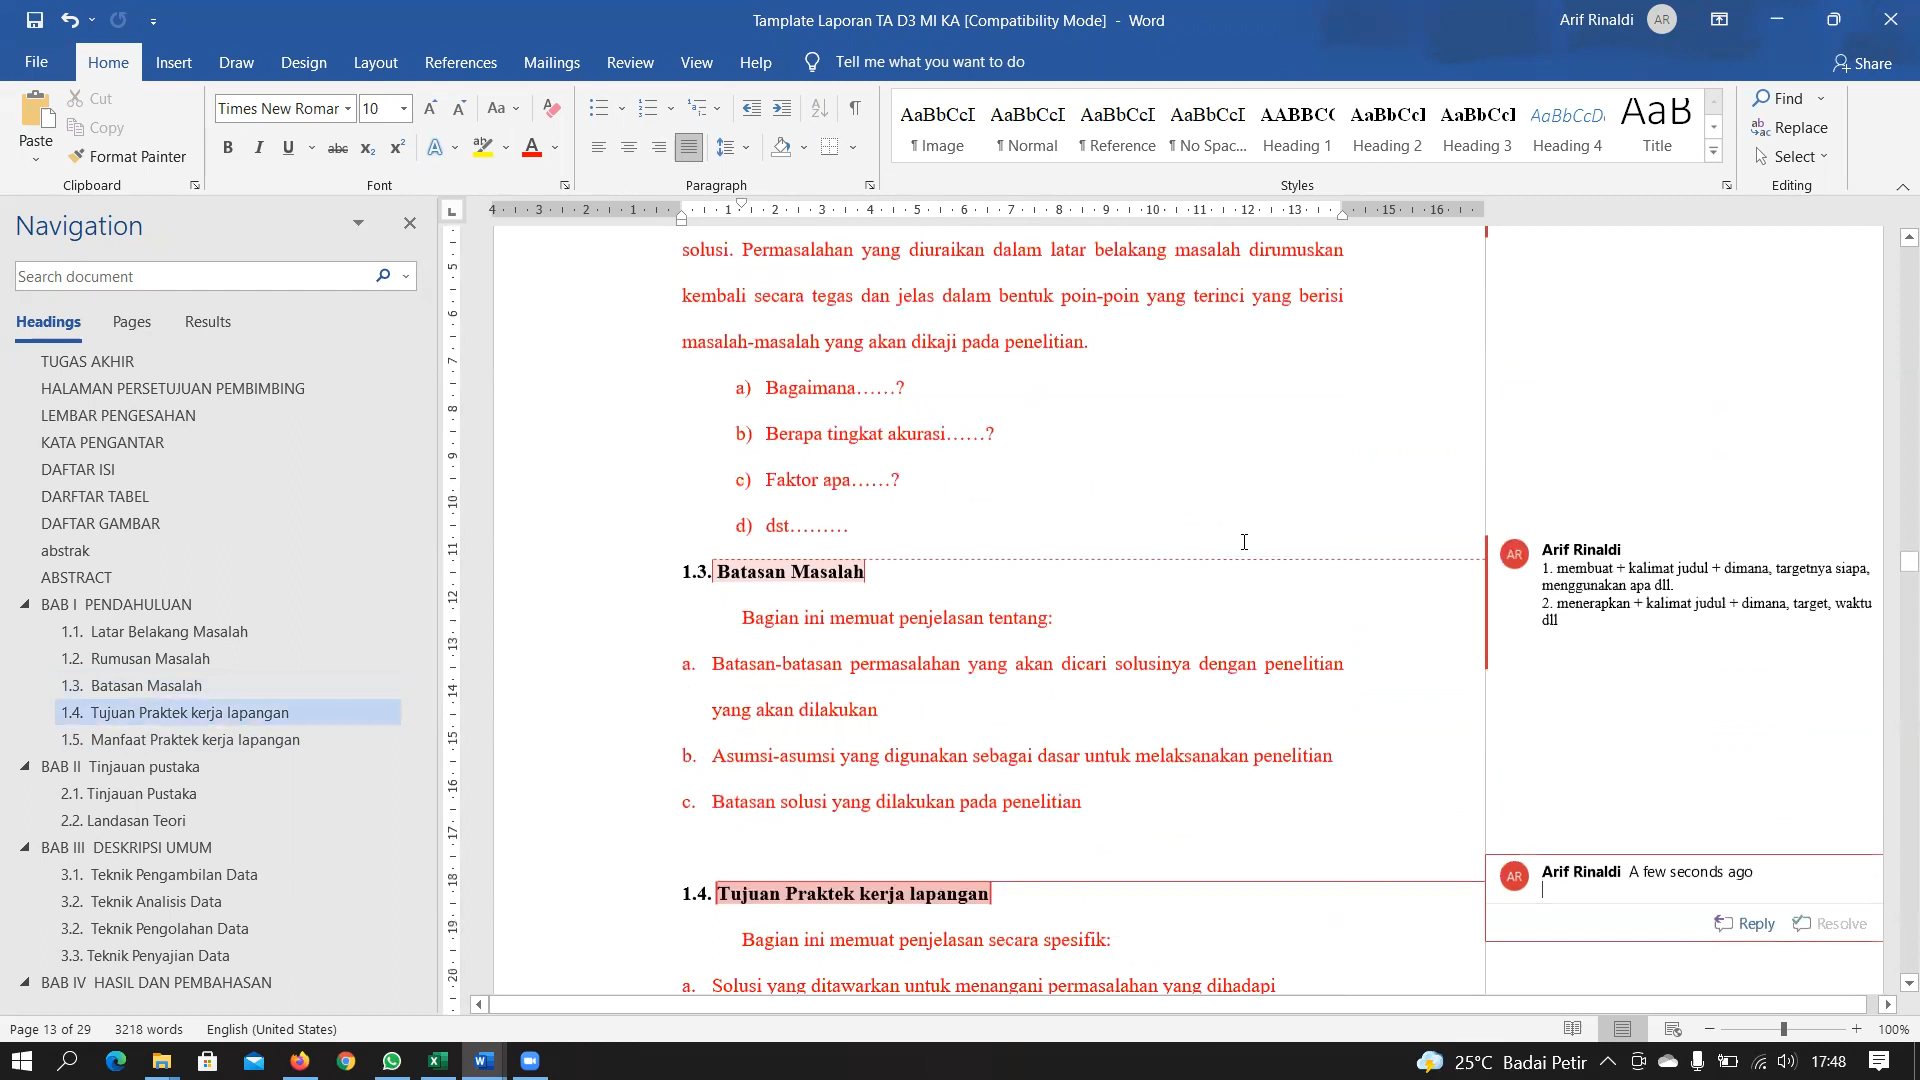 Tamplate Laporan TA D3 MI KA [Compatibility Mode] - Word
Arif Rinaldi
AR
File
Home
Insert
Draw
Design
Layout
References
Mailings
Review
View
Help
Tell me what you want to do
Share
Paste
Cut
Copy
Format Painter
Clipboard
Times New Romar
10
Font
Paragraph
AaBbCcI
¶ Image
AaBbCcI
¶ Normal
AaBbCcI
¶ Reference
AaBbCcI
¶ No Spac...
AABBC(
Heading 1
AaBbCcI
Heading 2
AaBbCcI
Heading 3
AaBbCcD
Heading 4
AaB
Title
Styles
Find
Replace
Select
Editing
Navigation
Search document
Headings
Pages
Results
TUGAS AKHIR
HALAMAN PERSETUJUAN PEMBIMBING
LEMBAR PENGESAHAN
KATA PENGANTAR
DAFTAR ISI
DARFTAR TABEL
DAFTAR GAMBAR
abstrak
ABSTRACT
BAB I PENDAHULUAN
1.1. Latar Belakang Masalah
1.2. Rumusan Masalah
1.3. Batasan Masalah
1.4. Tujuan Praktek kerja lapangan
1.5. Manfaat Praktek kerja lapangan
BAB II Tinjauan pustaka
2.1. Tinjauan Pustaka
2.2. Landasan Teori
BAB III DESKRIPSI UMUM
3.1. Teknik Pengambilan Data
3.2. Teknik Analisis Data
3.2. Teknik Pengolahan Data
3.3. Teknik Penyajian Data
BAB IV HASIL DAN PEMBAHASAN
solusi. Permasalahan yang diuraikan dalam latar belakang masalah dirumuskan
kembali secara tegas dan jelas dalam bentuk poin-poin yang terinci yang berisi
masalah-masalah yang akan dikaji pada penelitian.
a) Bagaimana……?
b) Berapa tingkat akurasi……?
c) Faktor apa……?
d) dst………
1.3. Batasan Masalah
Bagian ini memuat penjelasan tentang:
a. Batasan-batasan permasalahan yang akan dicari solusinya dengan penelitian
yang akan dilakukan
b. Asumsi-asumsi yang digunakan sebagai dasar untuk melaksanakan penelitian
c. Batasan solusi yang dilakukan pada penelitian
1.4. Tujuan Praktek kerja lapangan
Bagian ini memuat penjelasan secara spesifik:
a. Solusi yang ditawarkan untuk menangani permasalahan yang dihadapi
AR
Arif Rinaldi
1. membuat + kalimat judul + dimana, targetnya siapa,
menggunakan apa dll.
2. menerapkan + kalimat judul + dimana, target, waktu
dll
AR
Arif Rinaldi A few seconds ago
Reply
Resolve
Page 13 of 29
3218 words
English (United States)
100%
25°C Badai Petir
17:48